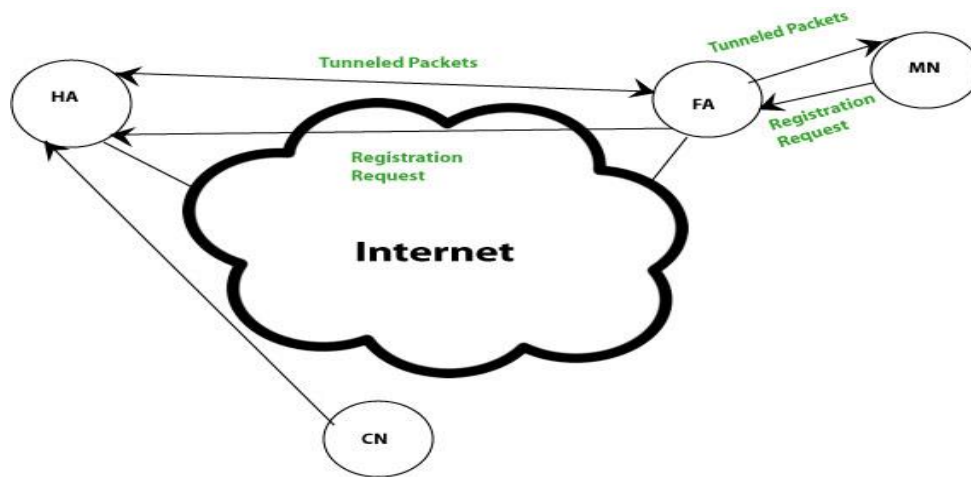 Tunneled Packets
MN
HA
Tunneled Packets
FA
Registration
Request
Registration
Request
Internet
CN